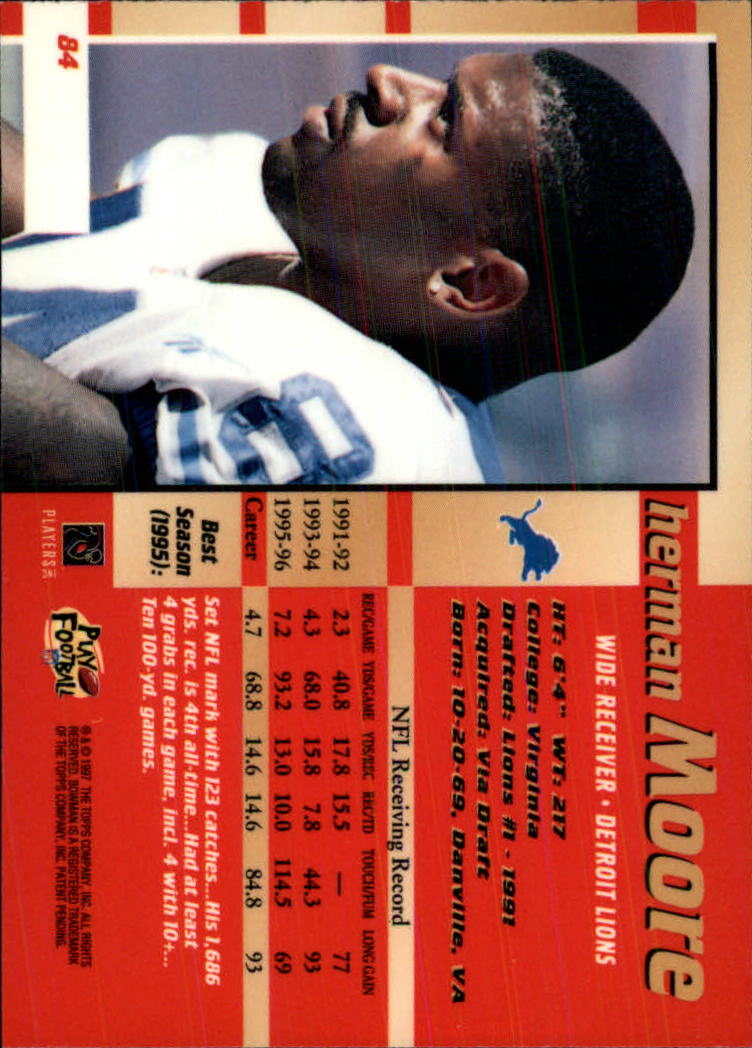 84
herman Moore
WIDE RECEIVER • DETROIT LIONS
HT: 6'4" WT: 217
College: Virginia
Drafted: Lions #1 - 1991
Acquired: Via Draft
Born: 10-20-69, Danville, VA
NFL Receiving Record
REC/GAME YDS/GAME YDS/REC REC/TD TOUCH/FUM LONG GAIN
1991-92 2.3 40.8 17.8 15.5 — 77
1993-94 4.3 68.0 15.8 7.8 44.3 93
1995-96 7.2 93.2 13.0 10.0 114.5 69
Career 4.7 68.8 14.6 14.6 84.8 93
Best
Season
(1995):
Set NFL mark with 123 catches...His 1,686
yds. rec. is 4th all-time...Had at least
4 grabs in each game, incl. 4 with 10+...
Ten 100-yd. games.
PLAYERS INC
PLAY
FOOTBALL
® & © 1997 THE TOPPS COMPANY, INC. ALL RIGHTS
RESERVED. BOWMAN IS A REGISTERED TRADEMARK
OF THE TOPPS COMPANY, INC. PATENT PENDING.